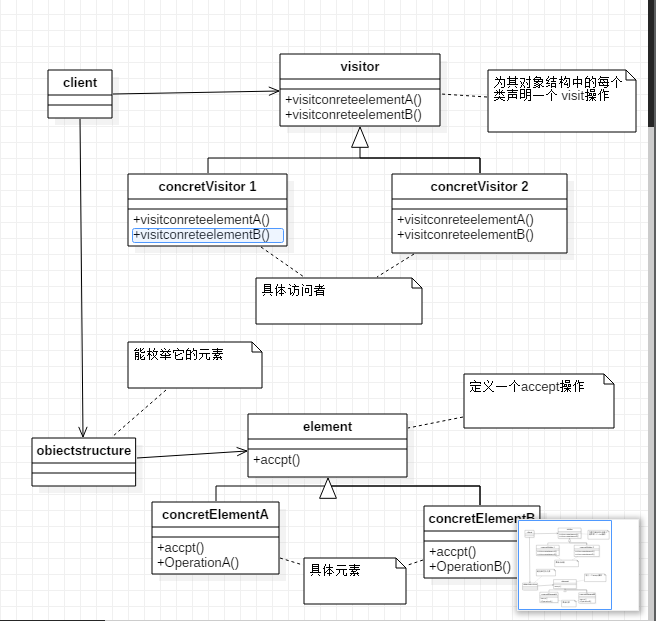 client
visitor
+visitconreteelementA()
+visitconreteelementB()
为其对象结构中的每个
类声明一个 visit操作
concretVisitor 1
+visitconreteelementA()
+visitconreteelementB()
concretVisitor 2
+visitconreteelementA()
+visitconreteelementB()
具体访问者
能枚举它的元素
定义一个accept操作
obiectstructure
element
+accpt()
concretElementA
+accpt()
+OperationA()
具体元素
concretElementB
+accpt()
+OperationB()